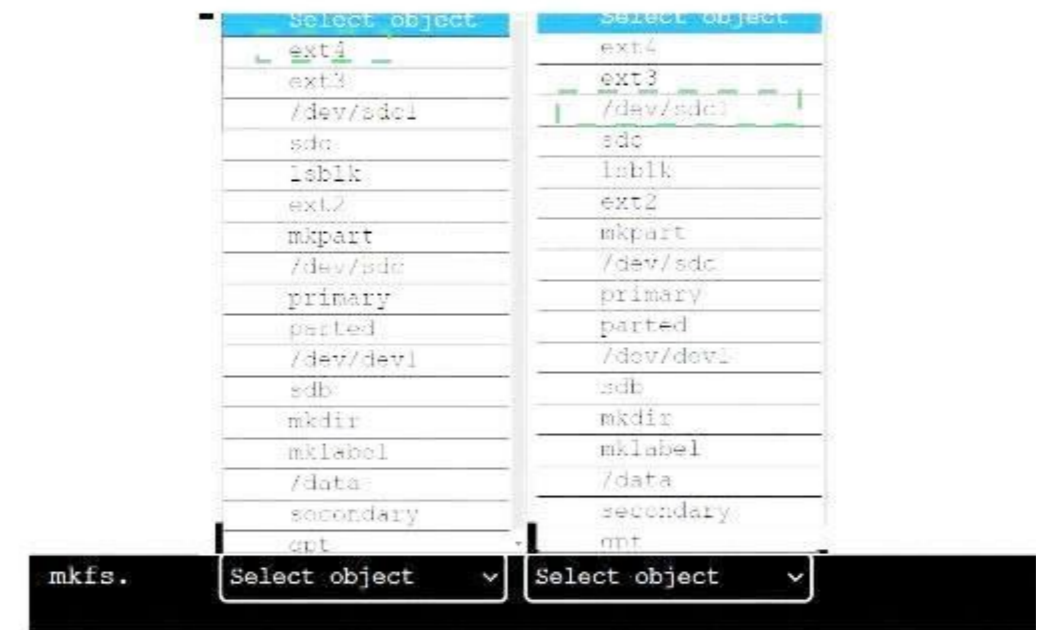 Select object Select object
ext4 ext4
ext3 ext3
/dev/sdc1 /dev/sdc1
sdc sdc
lsblk lsblk
ext2 ext2
mkpart mkpart
/dev/sdc /dev/sdc
primary primary
parted parted
/dev/dev1 /dev/dev1
sdb sdb
mkdir mkdir
mklabel mklabel
/data /data
secondary secondary
gpt gpt
mkfs. Select object Select object